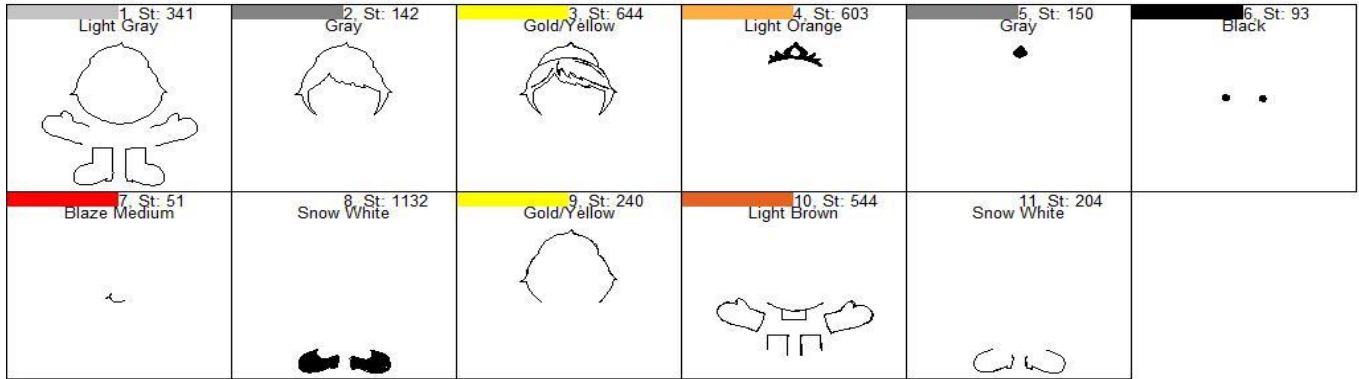 1, St: 341
Light Gray
2, St: 142
Gray
3, St: 644
Gold/Yellow
4, St: 603
Light Orange
5, St: 150
Gray
6, St: 93
Black
7, St: 51
Blaze Medium
8, St: 1132
Snow White
9, St: 240
Gold/Yellow
10, St: 544
Light Brown
11, St: 204
Snow White